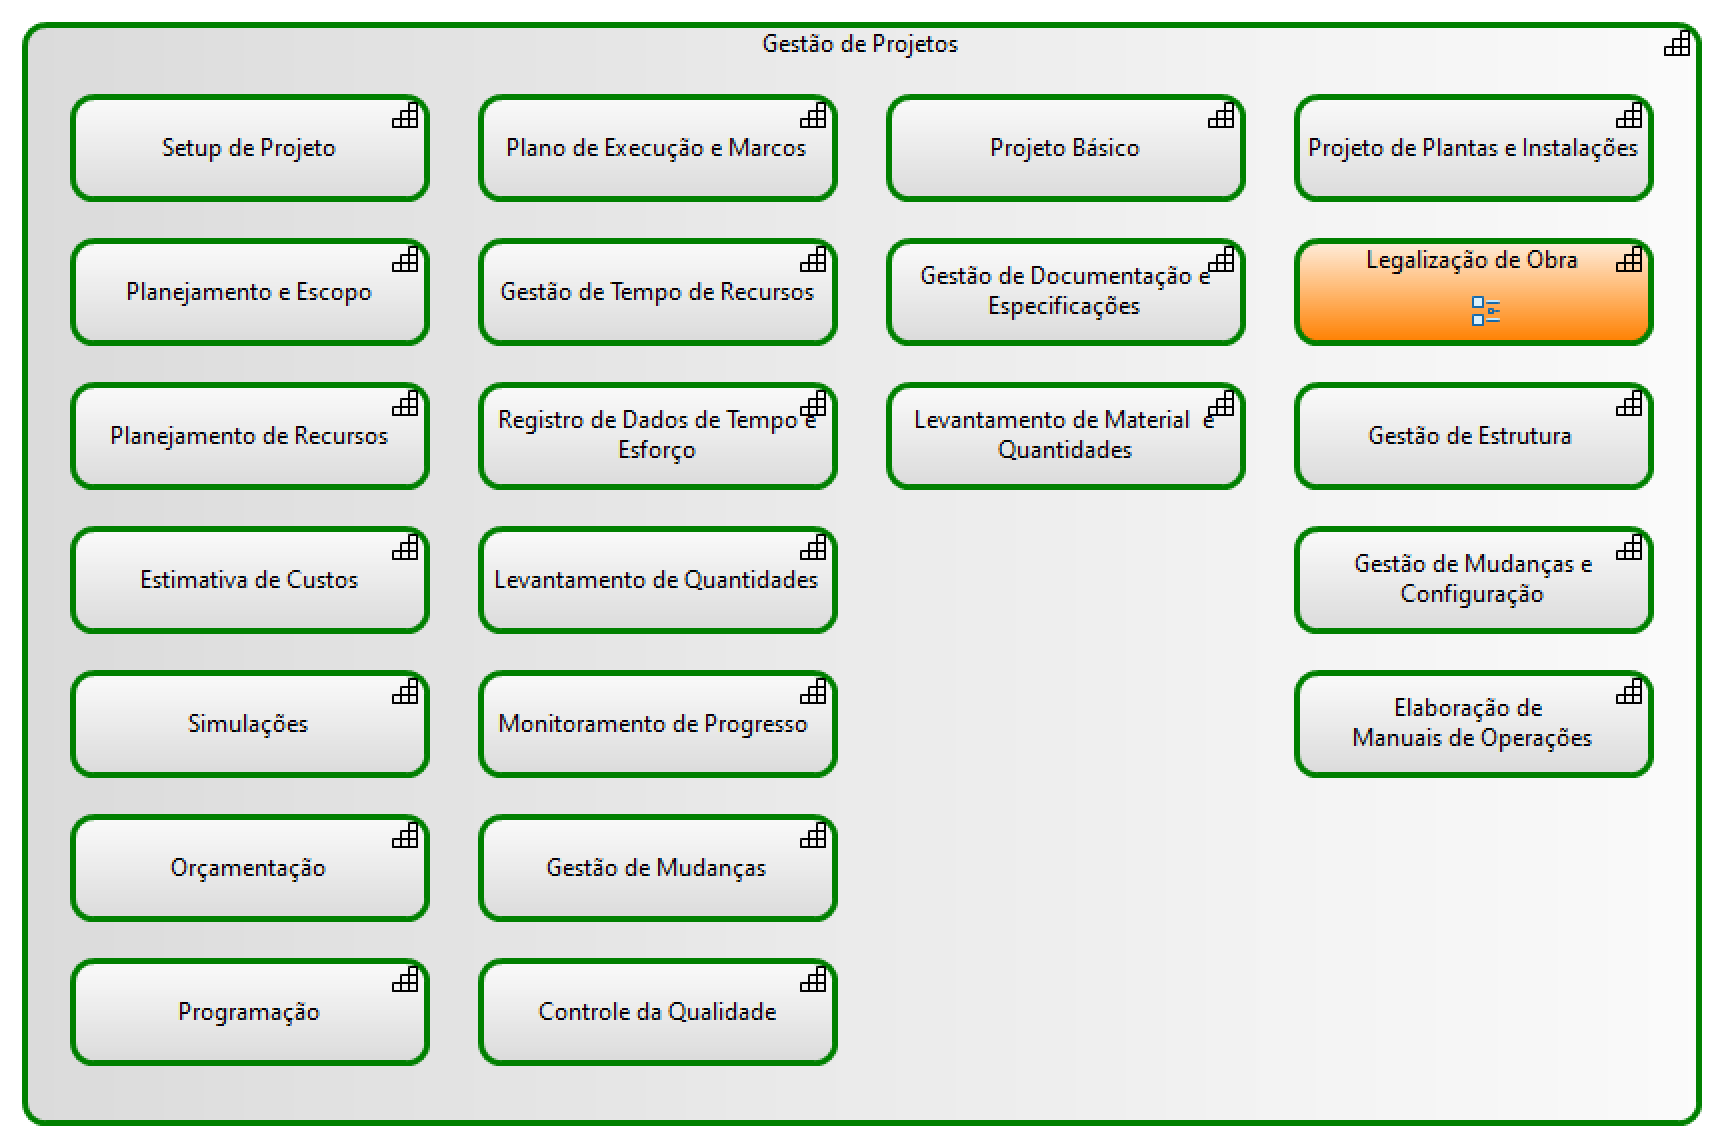 Gestão de Projetos
Setup de Projeto
Plano de Execução e Marcos
Projeto Básico
Projeto de Plantas e Instalações
Planejamento e Escopo
Gestão de Tempo de Recursos
Gestão de Documentação e
Especificações
Legalização de Obra
Planejamento de Recursos
Registro de Dados de Tempo e
Esforço
Levantamento de Material  e
Quantidades
Gestão de Estrutura
Estimativa de Custos
Levantamento de Quantidades
Gestão de Mudanças e
Configuração
Simulações
Monitoramento de Progresso
Elaboração de
Manuais de Operações
Orçamentação
Gestão de Mudanças
Programação
Controle da Qualidade